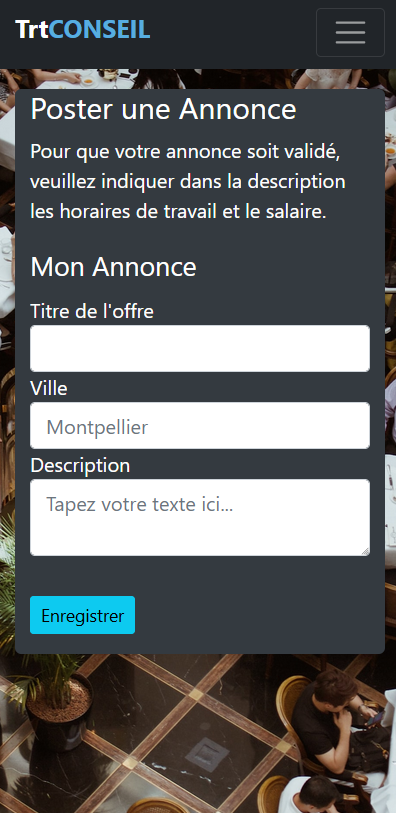 TrtCONSEIL
Poster une Annonce
Pour que votre annonce soit validé,
veuillez indiquer dans la description
les horaires de travail et le salaire.
Mon Annonce
Titre de l'offre
Ville
Montpellier
Description
Tapez votre texte ici...
Enregistrer